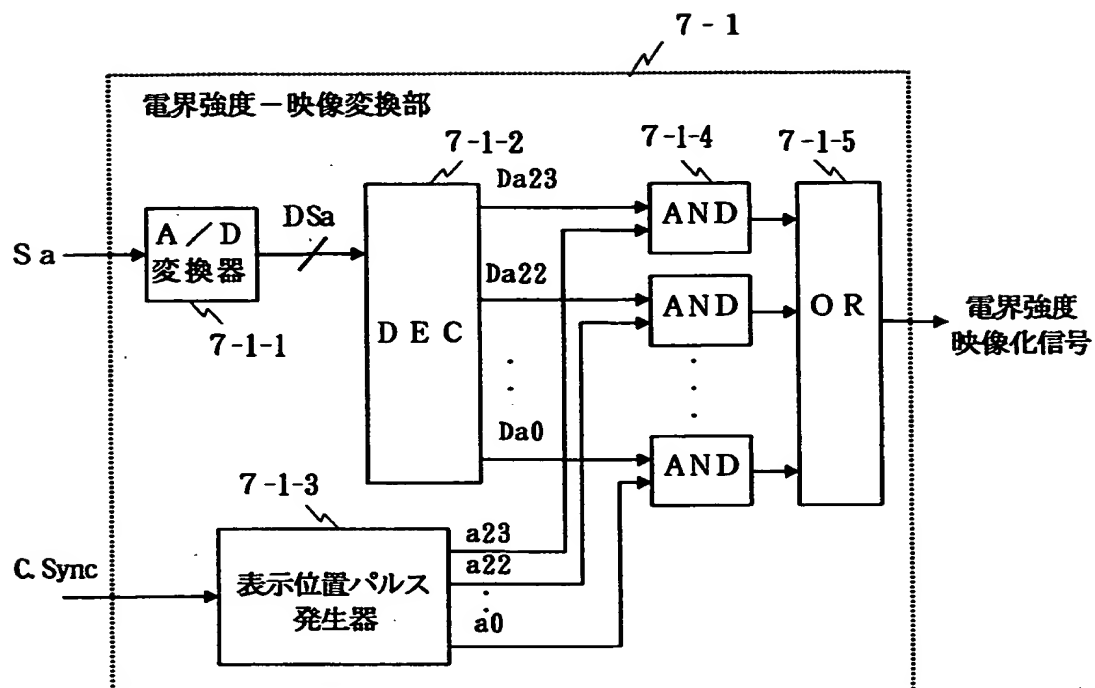 7-1
電界強度－映像変換部
7-1-2
7-1-4
7-1-5
Da23
DSa
A／D
変換器
Sa
AND
Da22
AND
OR
7-1-1
DEC
電界強度
映像化信号
Da0
AND
7-1-3
a23
a22
C.Sync
表示位置パルス
発生器
a0